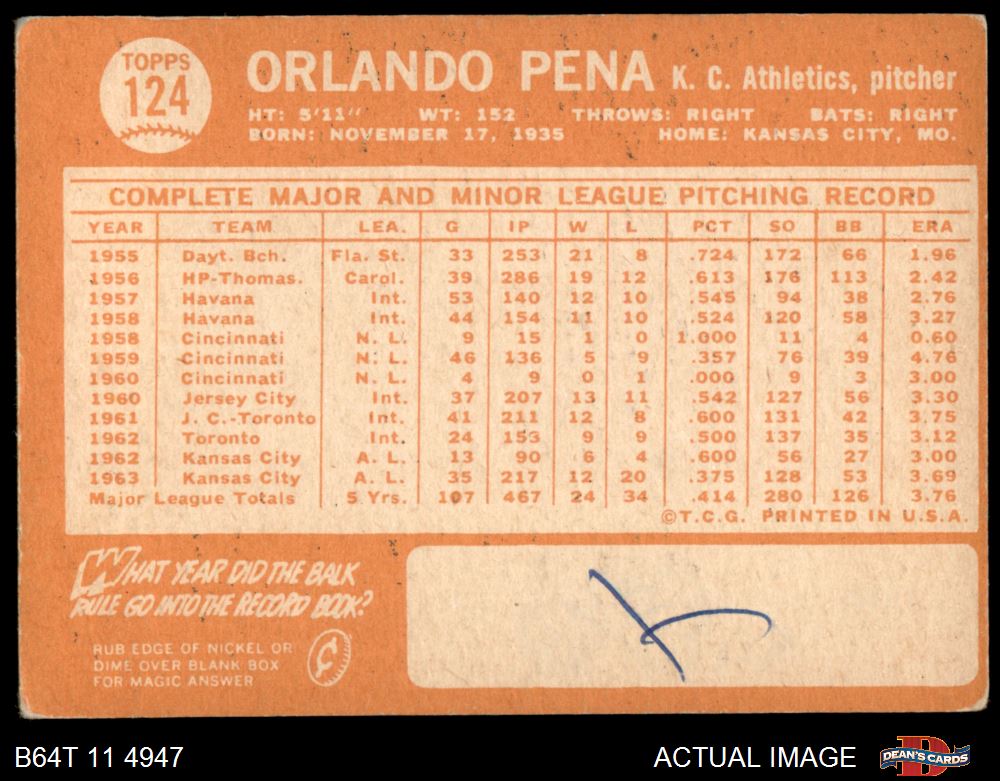 TOPPS
124
ORLANDO PENA K. C. Athletics, pitcher
HT: 5'11" WT: 152 THROWS: RIGHT BATS: RIGHT
BORN: NOVEMBER 17, 1935 HOME: KANSAS CITY, MO.
COMPLETE MAJOR AND MINOR LEAGUE PITCHING RECORD
YEAR TEAM LEA. G IP W L PCT SO BB ERA
1955 Dayt. Bch. Fla. St. 33 253 21 8 .724 172 66 1.96
1956 HP-Thomas. Carol. 39 286 19 12 .613 176 113 2.42
1957 Havana Int. 53 140 12 10 .545 94 38 2.76
1958 Havana Int. 44 154 11 10 .524 120 58 3.27
1958 Cincinnati N. L. 9 15 1 0 1.000 11 4 0.60
1959 Cincinnati N. L. 46 136 5 9 .357 76 39 4.76
1960 Cincinnati N. L. 4 9 0 1 .000 9 3 3.00
1960 Jersey City Int. 37 207 13 11 .542 127 56 3.30
1961 J. C.-Toronto Int. 41 211 12 8 .600 131 42 3.75
1962 Toronto Int. 24 153 9 9 .500 137 35 3.12
1962 Kansas City A. L. 13 90 6 4 .600 56 27 3.00
1963 Kansas City A. L. 35 217 12 20 .375 128 53 3.69
Major League Totals 5 Yrs. 107 467 24 34 .414 280 126 3.76
©T.C.G. PRINTED IN U.S.A.
WHAT YEAR DID THE BALK
RULE GO INTO THE RECORD BOOK?
RUB EDGE OF NICKEL OR
DIME OVER BLANK BOX
FOR MAGIC ANSWER
B64T 11 4947 ACTUAL IMAGE DEAN'S CARDS